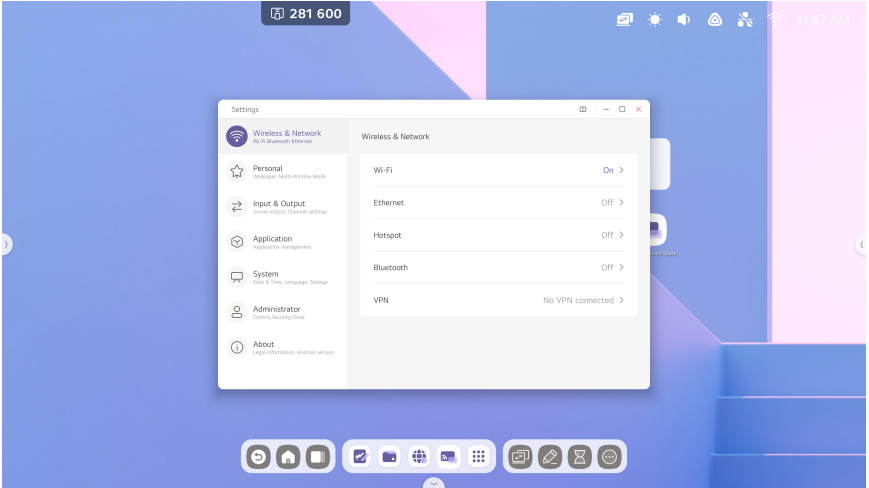 281 600
11:47 AM
Settings
Wireless & Network
Wi-Fi Bluetooth Ethernet
Personal
Wallpaper, Multi-Window Mode
Input & Output
Sound output, Channel settings
Application
Application management
System
Date & Time, Language, Storage
Administrator
Control,Security,Clone
About
Legal information, Android version
Wireless & Network
Wi-Fi On
Ethernet Off
Hotspot Off
Bluetooth Off
VPN No VPN connected
Share